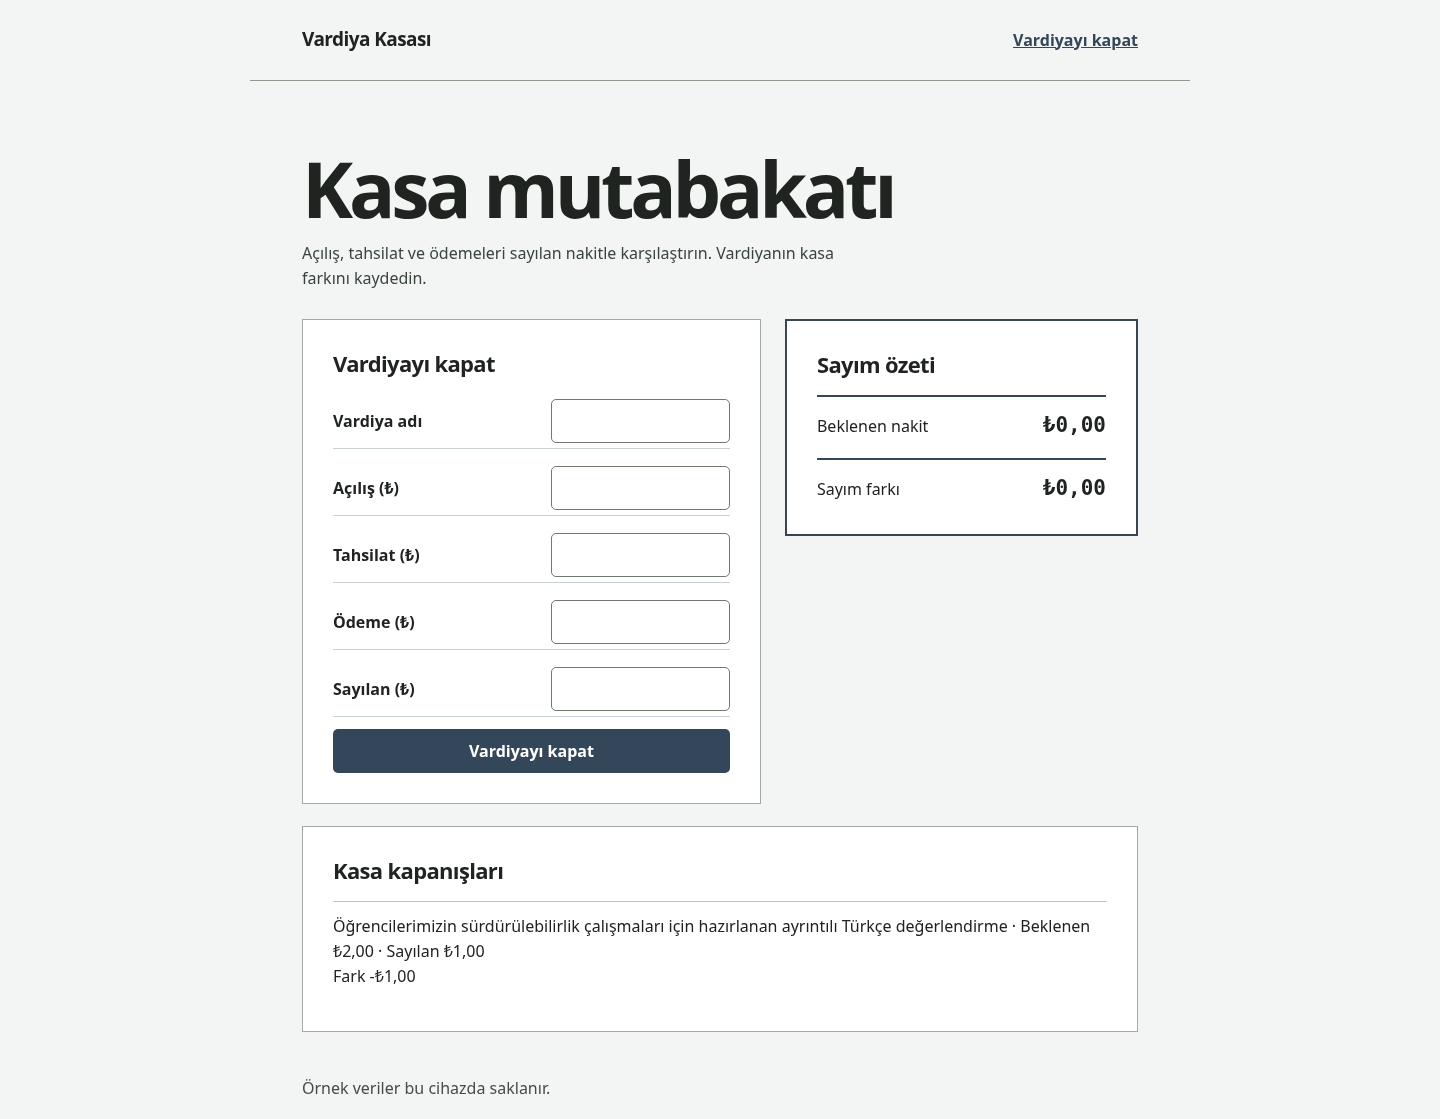 Vardiya Kasası
Vardiyayı kapat
Kasa mutabakatı
Açılış, tahsilat ve ödemeleri sayılan nakitle karşılaştırın. Vardiyanın kasa
farkını kaydedin.
Vardiyayı kapat
Vardiya adı
Açılış (₺)
Tahsilat (₺)
Ödeme (₺)
Sayılan (₺)
Vardiyayı kapat
Sayım özeti
Beklenen nakit ₺0,00
Sayım farkı ₺0,00
Kasa kapanışları
Öğrencilerimizin sürdürülebilirlik çalışmaları için hazırlanan ayrıntılı Türkçe değerlendirme · Beklenen
₺2,00 · Sayılan ₺1,00
Fark -₺1,00
Örnek veriler bu cihazda saklanır.